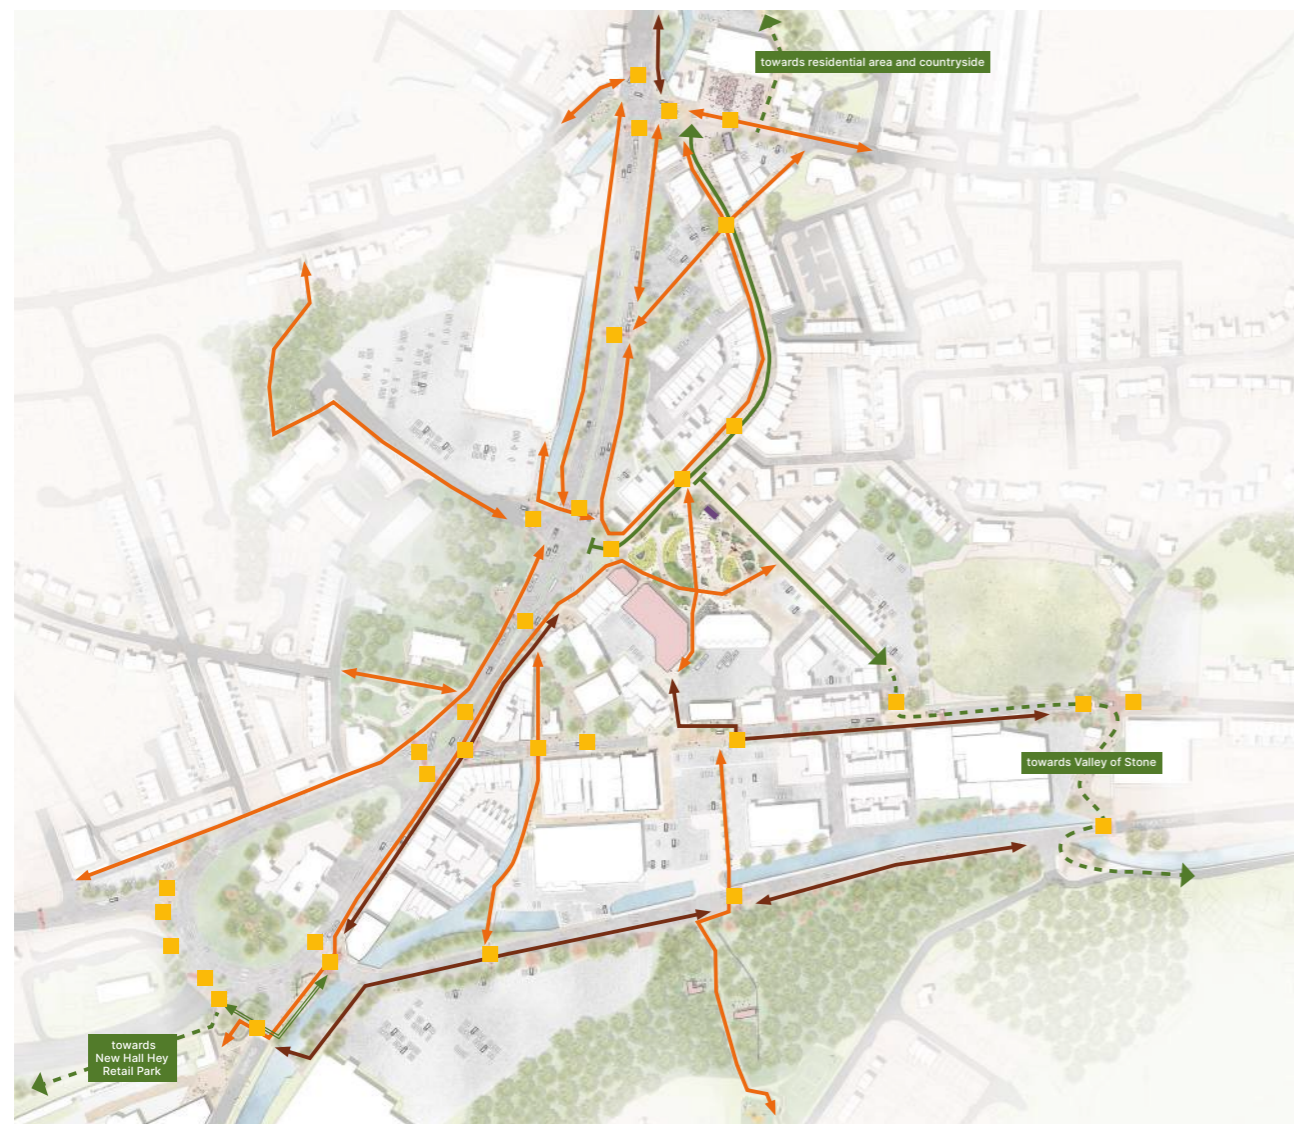 towards residential area and countryside
towards Valley of Stone
towards
New Hall Hey
Retail Park